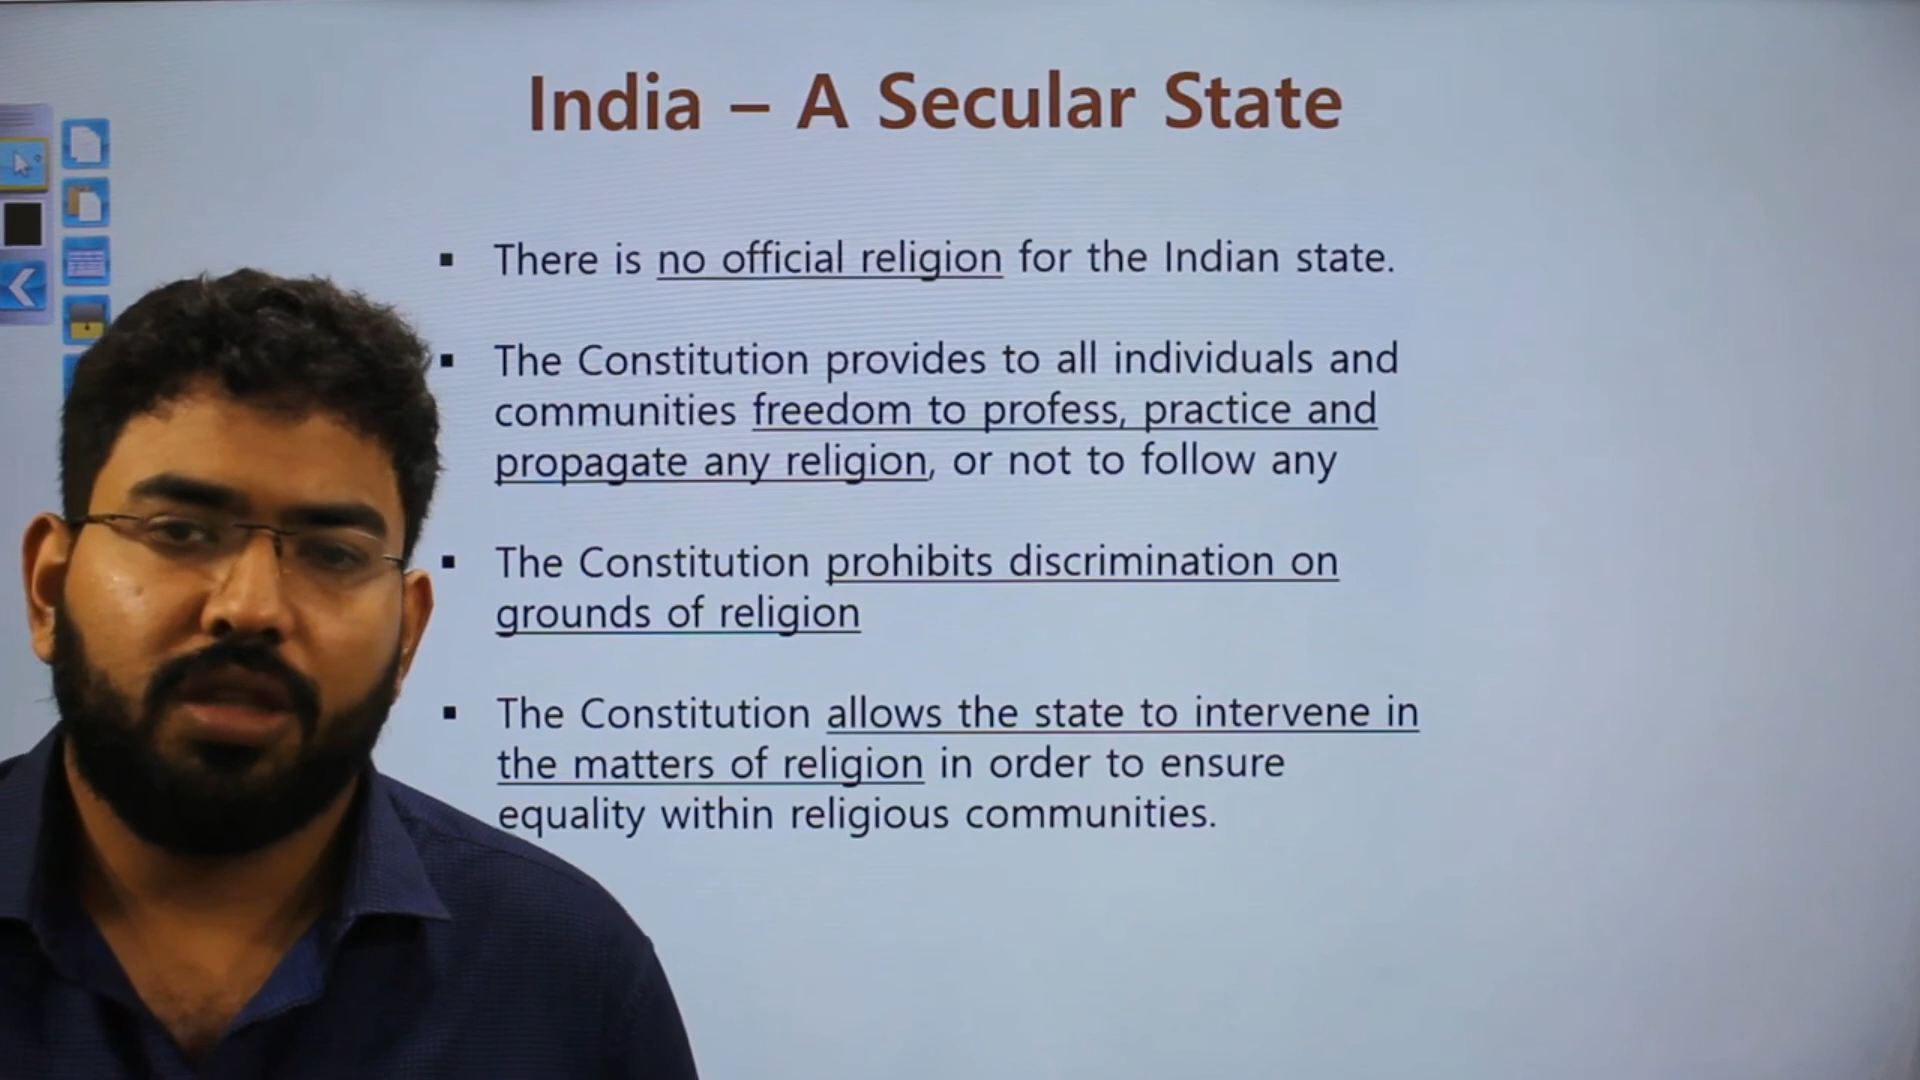 India – A Secular State
▪ There is no official religion for the Indian state.
▪ The Constitution provides to all individuals and
communities freedom to profess, practice and
propagate any religion, or not to follow any
▪ The Constitution prohibits discrimination on
grounds of religion
▪ The Constitution allows the state to intervene in
the matters of religion in order to ensure
equality within religious communities.